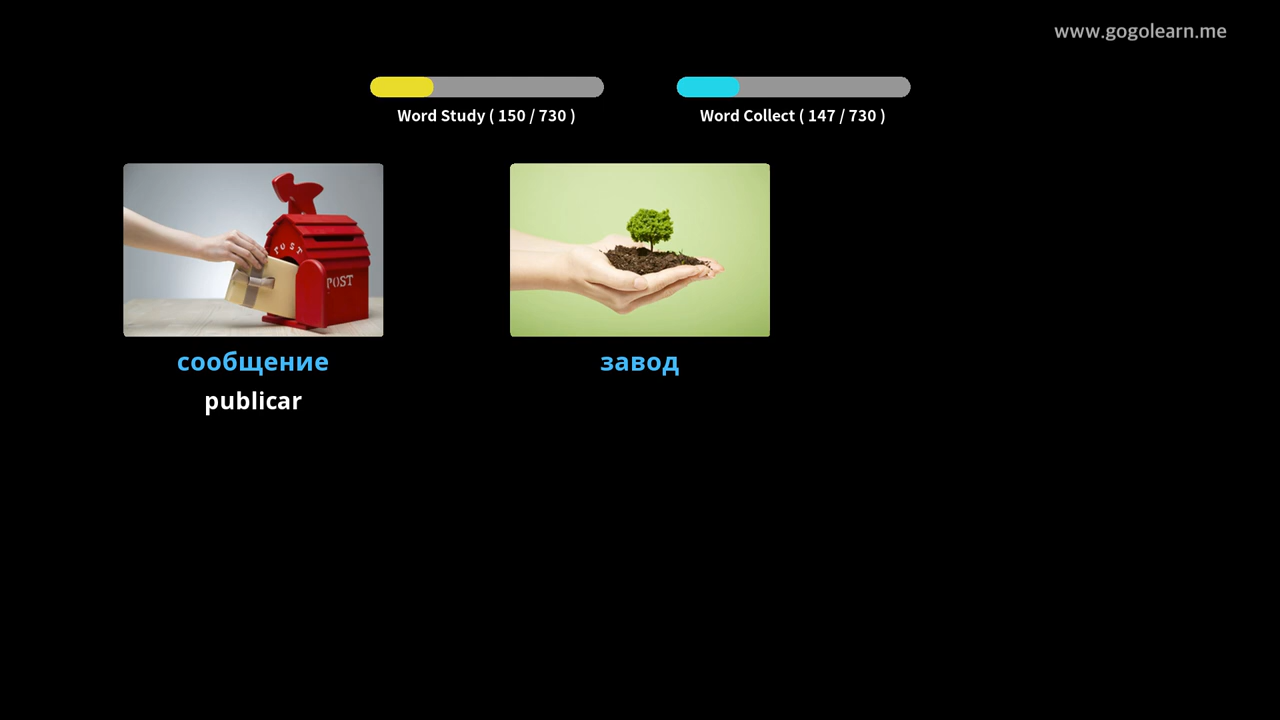 www.gogolearn.me
Word Study ( 150 / 730 )
Word Collect ( 147 / 730 )
POST
POST
сообщение
завод
publicar